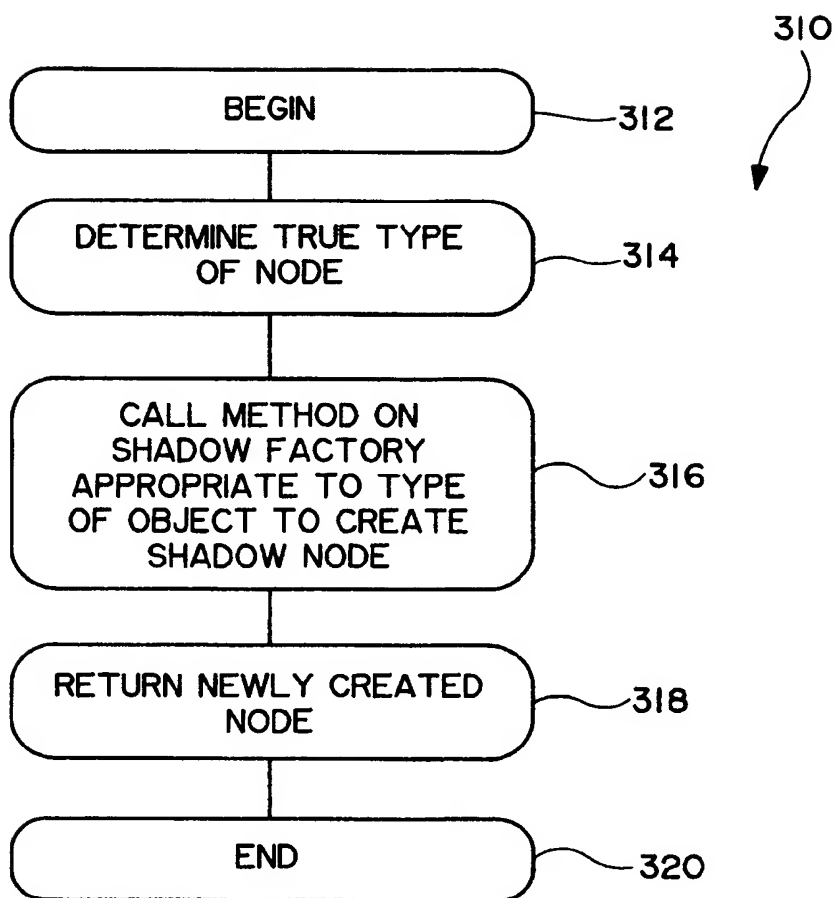 310
BEGIN
312
DETERMINE TRUE TYPE
OF NODE
314
CALL METHOD ON
SHADOW FACTORY
APPROPRIATE TO TYPE
OF OBJECT TO CREATE
SHADOW NODE
316
RETURN NEWLY CREATED
NODE
318
END
320